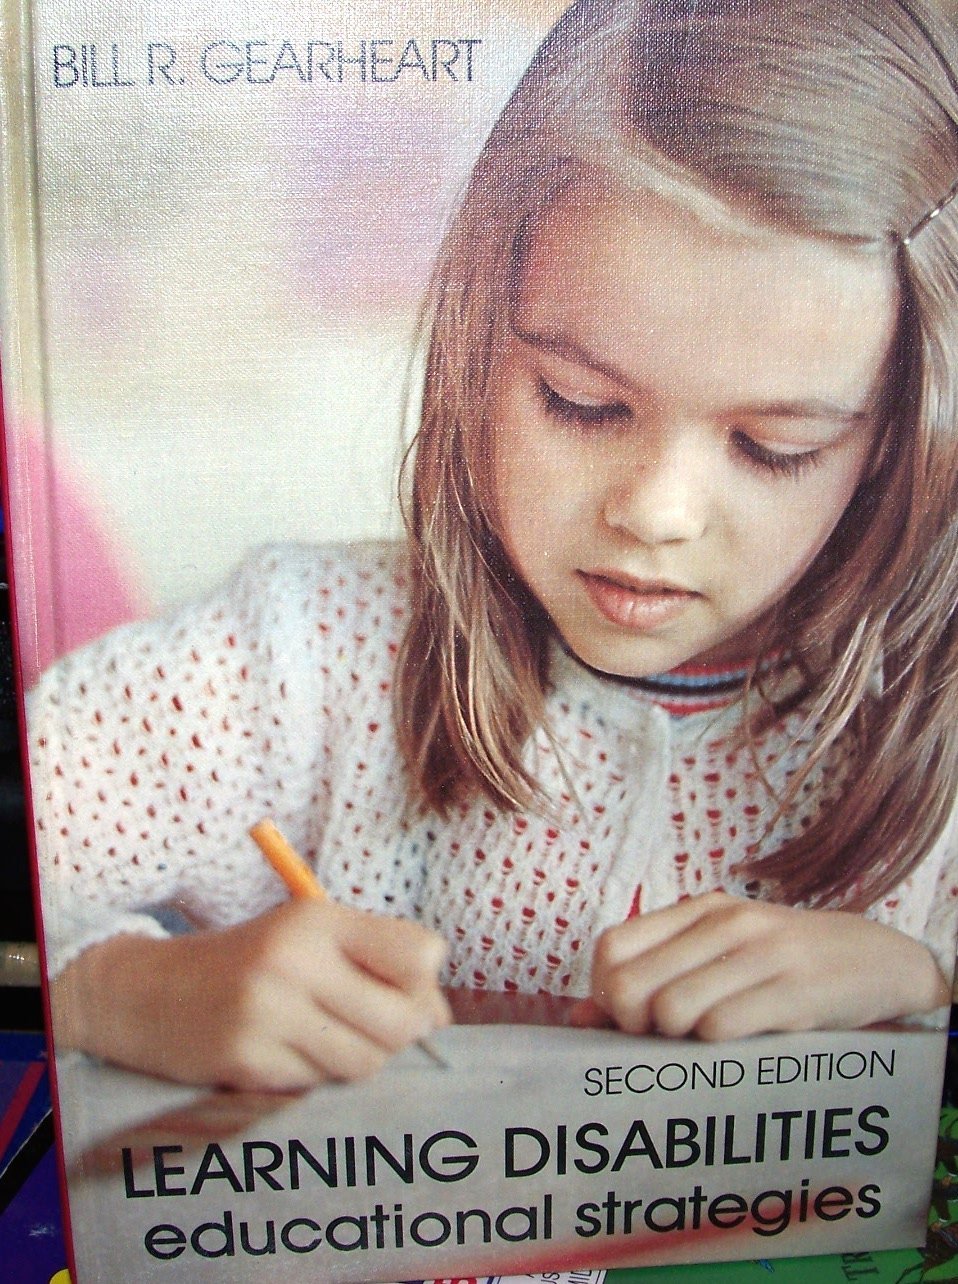 BILL R. GEARHEART
SECOND EDITION
LEARNING DISABILITIES
educational strategies